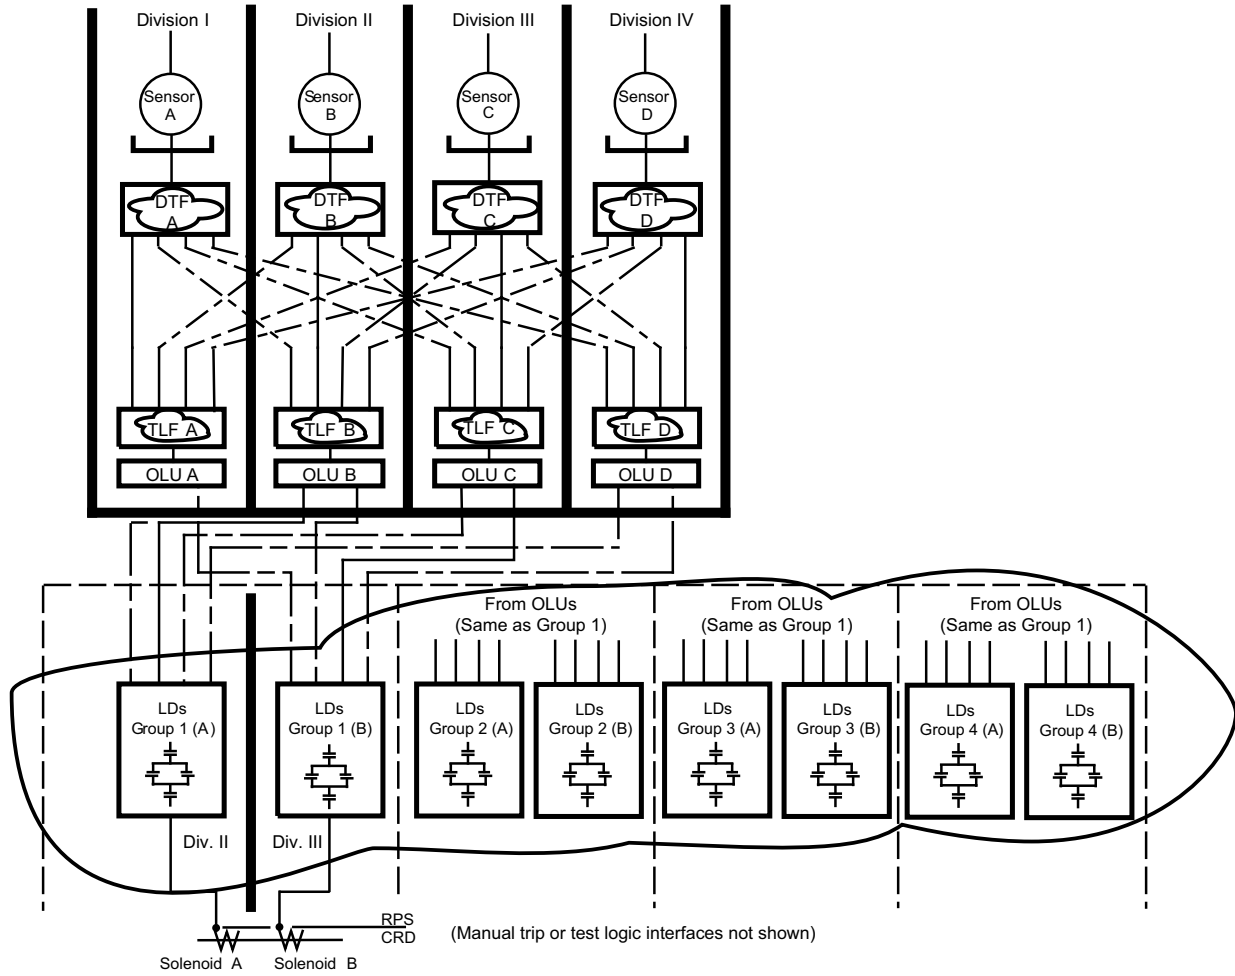 Division I
Division II
Division III
Division IV
Sensor
A
Sensor
B
Sensor
C
Sensor
D
DTF
A
DTF
B
DTF
C
DTF
D
TLF A
TLF B
TLF C
TLF D
OLU A
OLU B
OLU C
OLU D
From OLUs
(Same as Group 1)
From OLUs
(Same as Group 1)
From OLUs
(Same as Group 1)
LDs
Group 1 (A)
LDs
Group 1 (B)
LDs
Group 2 (A)
LDs
Group 2 (B)
LDs
Group 3 (A)
LDs
Group 3 (B)
LDs
Group 4 (A)
LDs
Group 4 (B)
Div. II
Div. III
RPS
CRD
(Manual trip or test logic interfaces not shown)
Solenoid A
Solenoid B